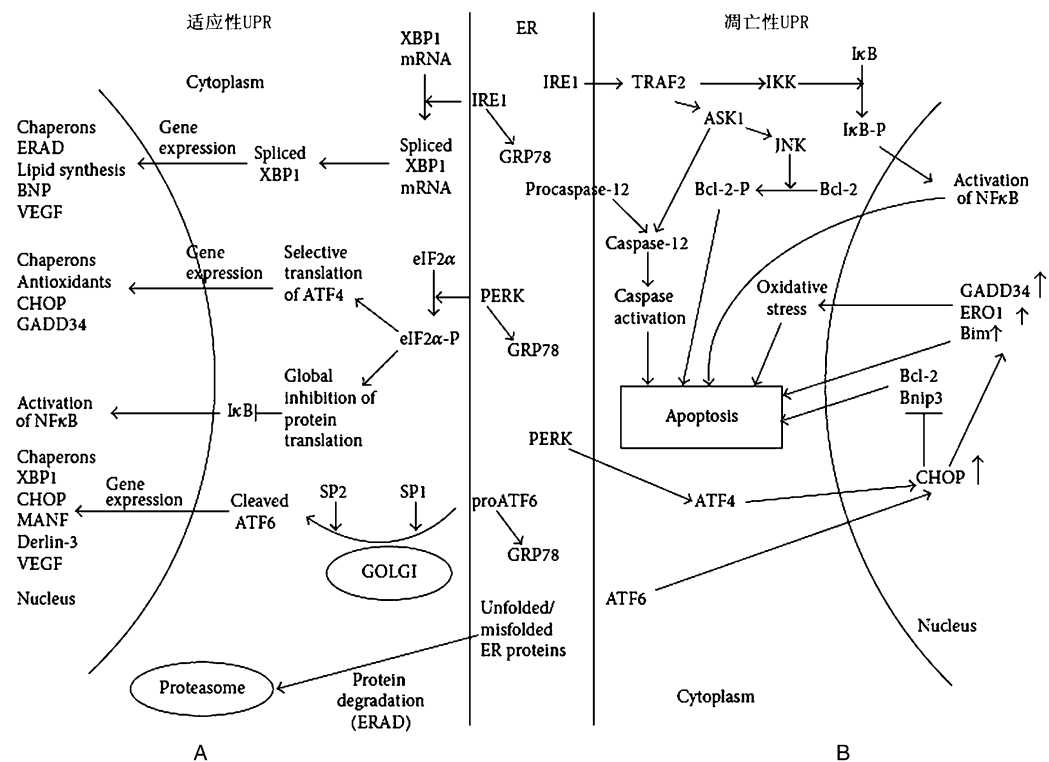 适应性UPR
ER
凋亡性UPR
Cytoplasm
XBP1
mRNA
IRE1
GRP78
Spliced
XBP1
mRNA
Spliced
XBP1
Gene
expression
Chaperons
ERAD
Lipid synthesis
BNP
VEGF
Chaperons
Antioxidants
CHOP
GADD34
Gene
expression
Selective
translation
of ATF4
eIF2α
PERK
GRP78
eIF2α-P
Global
inhibition of
protein
translation
IκB
Activation
of NFκB
Chaperons
XBP1
CHOP
MANF
Derlin-3
VEGF
Gene
expression
Cleaved
ATF6
SP2
SP1
proATF6
GRP78
GOLGI
Nucleus
Unfolded/
misfolded
ER proteins
Proteasome
Protein
degradation
(ERAD)
A
IRE1
TRAF2
IKK
IκB
IκB-P
ASK1
JNK
Procaspase-12
Bcl-2-P
Bcl-2
Activation
of NFκB
Caspase-12
Caspase
activation
Oxidative
stress
GADD34↑
ERO1 ↑
Bim↑
Bcl-2
Bnip3
Apoptosis
PERK
ATF4
CHOP ↑
ATF6
Nucleus
Cytoplasm
B